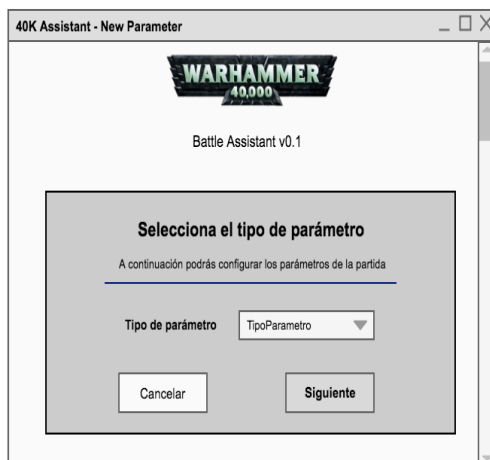 40K Assistant - New Parameter
WARHAMMER
40,000
Battle Assistant v0.1
Selecciona el tipo de parámetro
A continuación podrás configurar los parámetros de la partida
Tipo de parámetro TipoParametro
Cancelar Siguiente